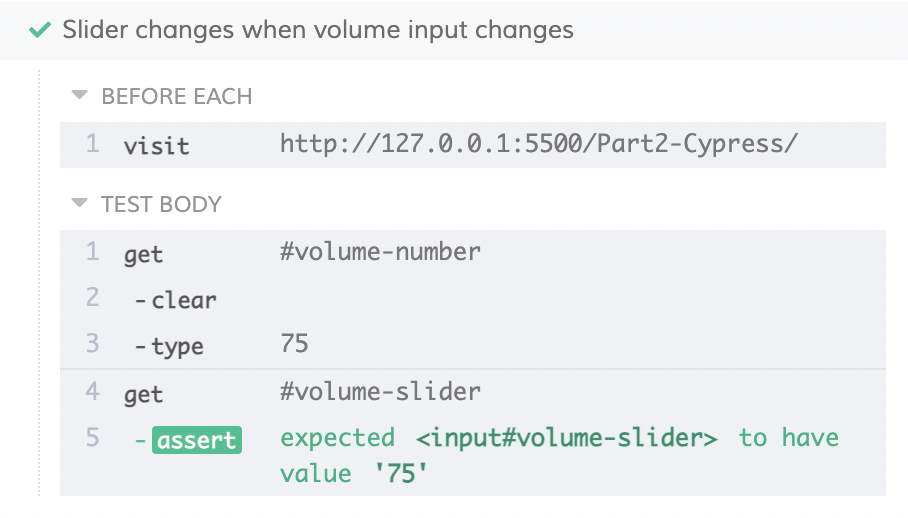 Slider changes when volume input changes
BEFORE EACH
1 visit http://127.0.0.1:5500/Part2-Cypress/
TEST BODY
1 get #volume-number
2 -clear
3 -type 75
4 get #volume-slider
5 -assert expected <input#volume-slider> to have
value '75'